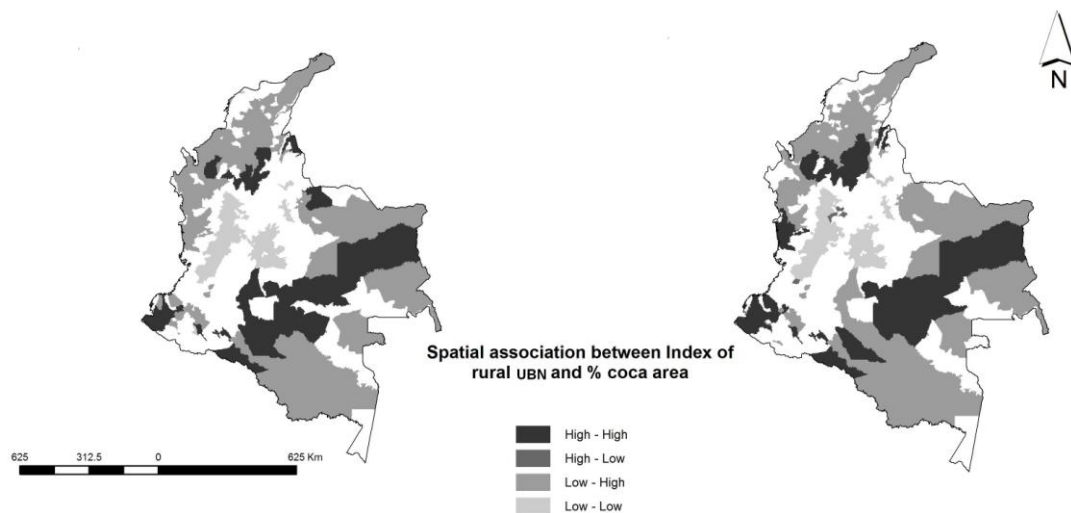 N
Spatial association between Index of
rural UBN and % coca area
High - High
High - Low
Low - High
Low - Low
625 312.5 0 625 Km